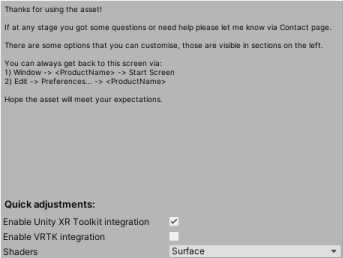 Thanks for using the asset!
If at any stage you got some questions or need help please let me know via Contact page.
There are some options that you can customise, those are visible in sections on the left.
You can always get back to this screen via:
1) Window -> <ProductName> -> Start Screen
2) Edit -> Preferences... -> <ProductName>
Hope the asset will meet your expectations.
Quick adjustments:
Enable Unity XR Toolkit integration
Enable VRTK integration
Shaders Surface